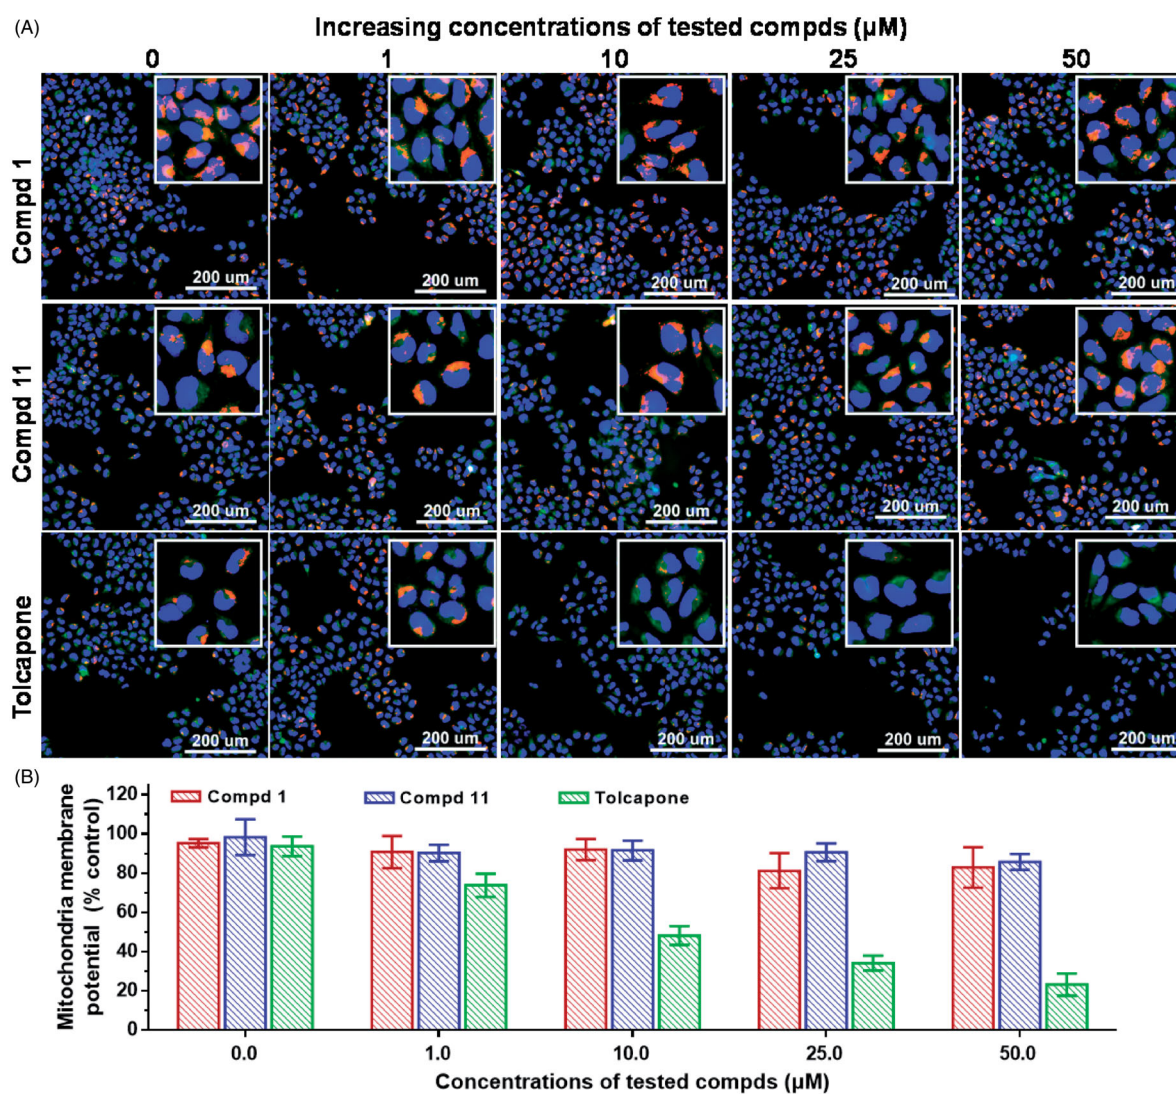 (A)
Increasing concentrations of tested compds (µM)
0 1 10 25 50
Compd 1
200 um 200 um 200 um 200 um 200 um
Compd 11
200 um 200 um 200 um 200 um 200 um
Tolcapone
200 um 200 um 200 um 200 um 200 um
(B)
Mitochondria membrane
potential (% control)
120
100
80
60
40
20
0
Compd 1 Compd 11 Tolcapone
0.0 1.0 10.0 25.0 50.0
Concentrations of tested compds (µM)